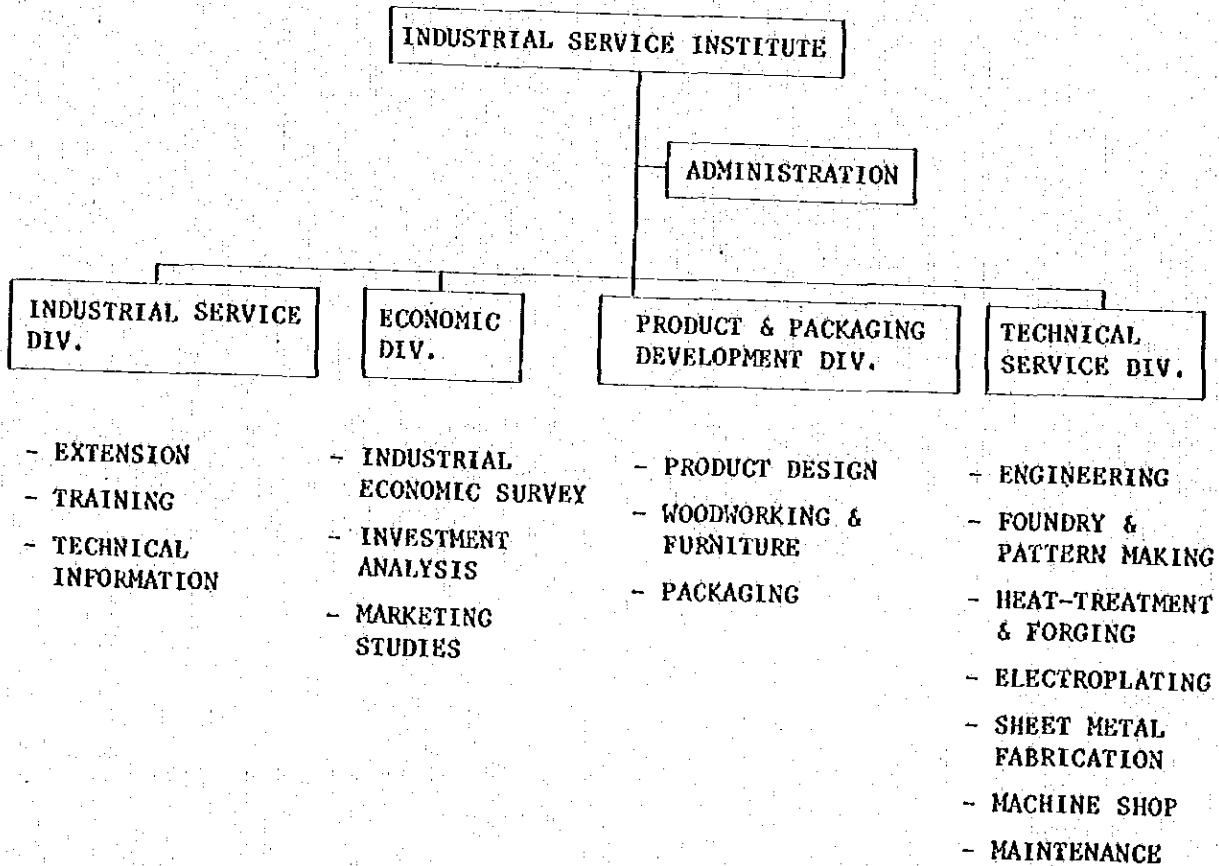 INDUSTRIAL SERVICE INSTITUTE
ADMINISTRATION
INDUSTRIAL SERVICE
DIV.
ECONOMIC
DIV.
PRODUCT & PACKAGING
DEVELOPMENT DIV.
TECHNICAL
SERVICE DIV.
- EXTENSION
- TRAINING
- TECHNICAL
INFORMATION
- INDUSTRIAL
ECONOMIC SURVEY
- INVESTMENT
ANALYSIS
- MARKETING
STUDIES
- PRODUCT DESIGN
- WOODWORKING &
FURNITURE
- PACKAGING
- ENGINEERING
- FOUNDRY &
PATTERN MAKING
- HEAT-TREATMENT
& FORGING
- ELECTROPLATING
- SHEET METAL
FABRICATION
- MACHINE SHOP
- MAINTENANCE